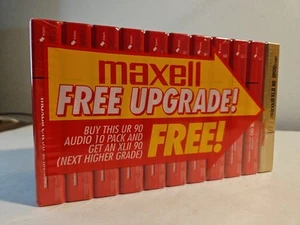 maxell
FREE UPGRADE!
BUY THIS UR 90
AUDIO 10 PACK AND
GET AN XLII 90
(NEXT HIGHER GRADE)
FREE!